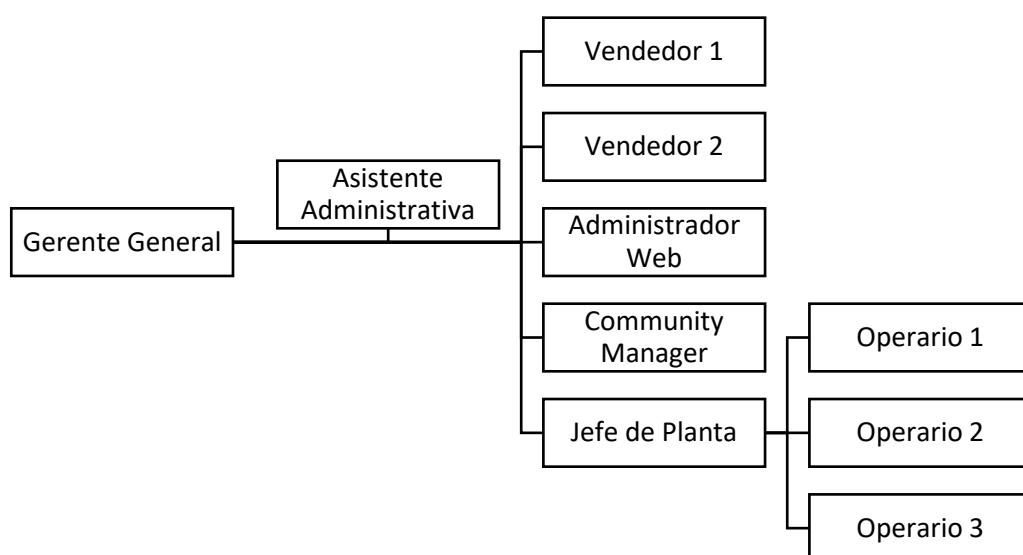 Vendedor 1
Vendedor 2
Asistente
Administrativa
Gerente General
Administrador
Web
Community
Manager
Operario 1
Jefe de Planta
Operario 2
Operario 3